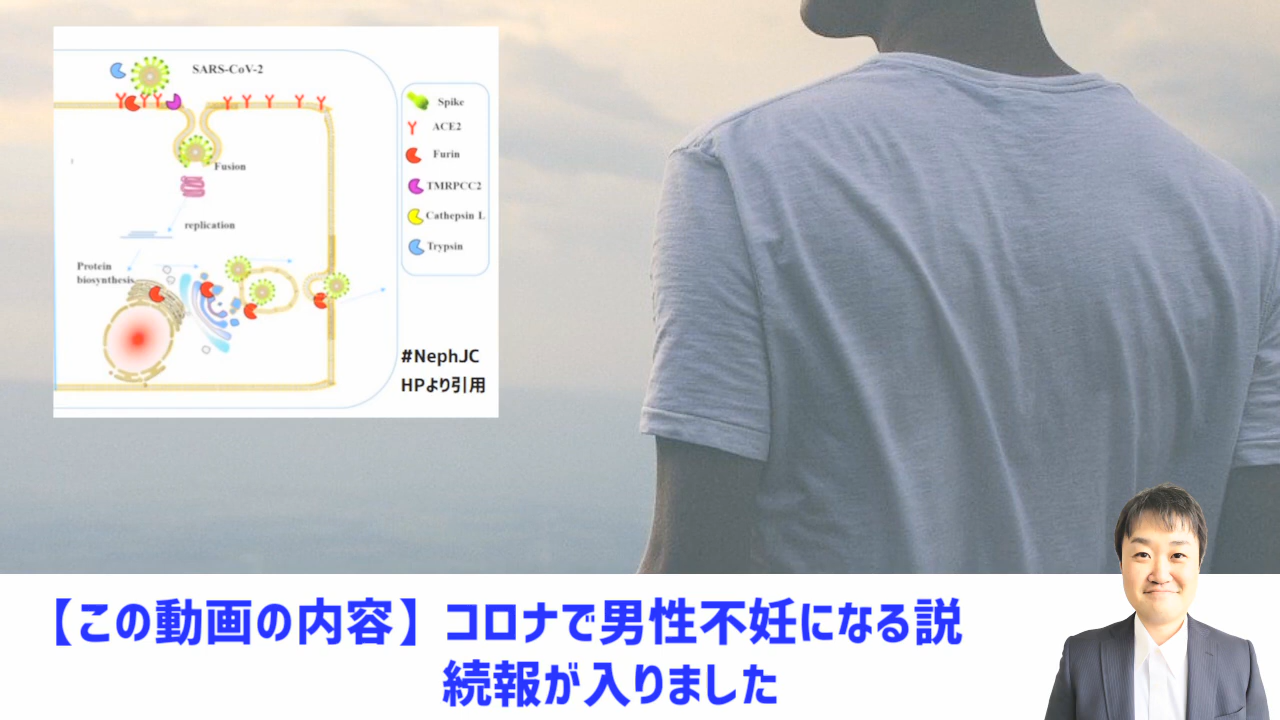 SARS-CoV-2
Spike
ACE2
Furin
TMRPCC2
Cathepsin L
Trypsin
Fusion
replication
Protein
biosynthesis
#NephJC
HPより引用
【この動画の内容】コロナで男性不妊になる説
続報が入りました